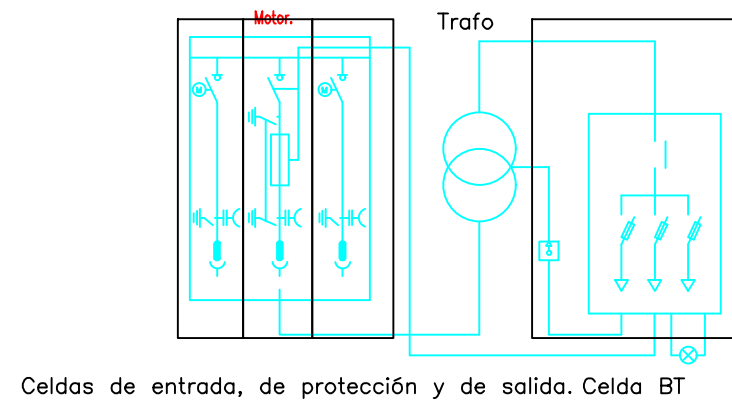 Motor.
Trafo
M
M
Celdas de entrada, de protección y de salida. Celda BT